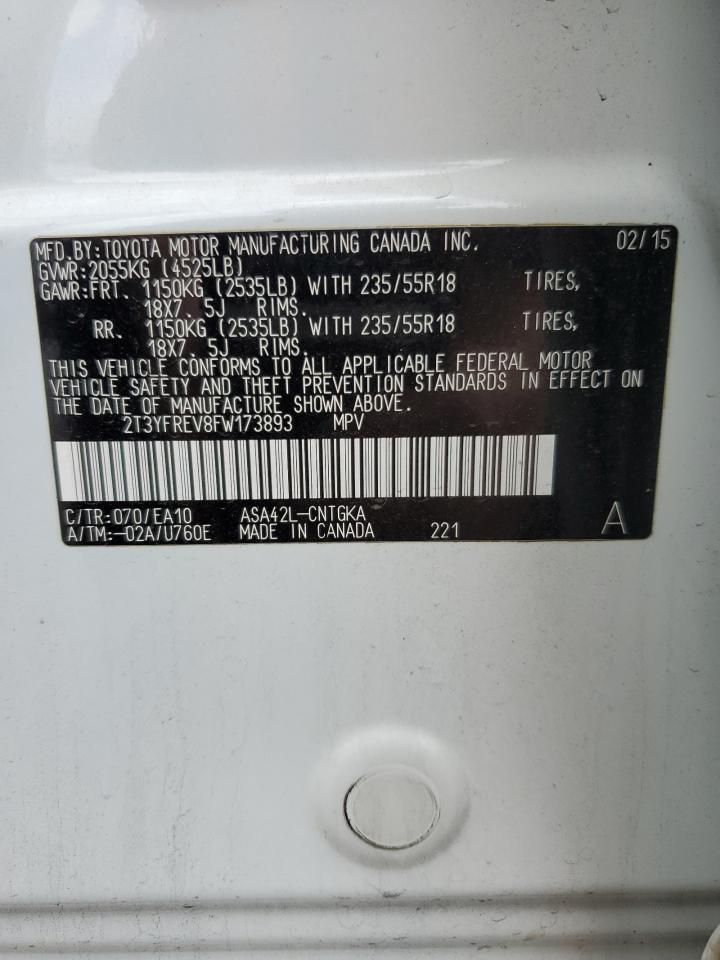 MFD.BY:TOYOTA MOTOR MANUFACTURING CANADA INC. 02/15
GVWR:2055KG (4525LB)
GAWR:FRT. 1150KG (2535LB) WITH 235/55R18 TIRES,
18X7. 5J RIMS.
RR. 1150KG (2535LB) WITH 235/55R18 TIRES,
18X7. 5J RIMS.
THIS VEHICLE CONFORMS TO ALL APPLICABLE FEDERAL MOTOR
VEHICLE SAFETY AND THEFT PREVENTION STANDARDS IN EFFECT ON
THE DATE OF MANUFACTURE SHOWN ABOVE.
2T3YFREV8FW173893 MPV
C/TR:070/EA10 ASA42L-CNTGKA
A/TM:-02A/U760E MADE IN CANADA 221 A